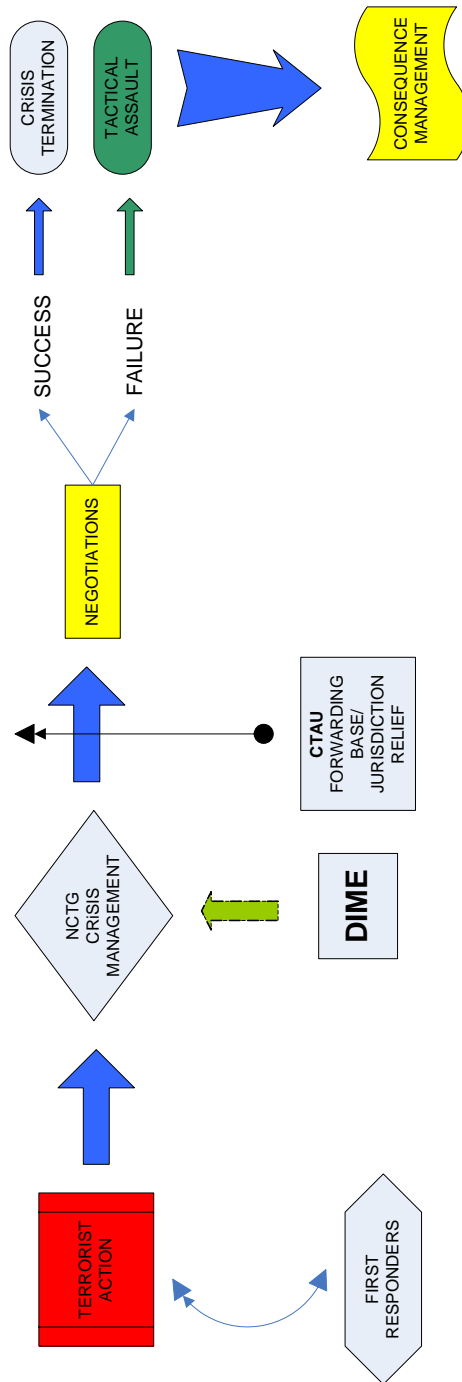 TERRORIST
ACTION
FIRST
RESPONDERS
NCTG
CRiSIS
MANAGEMENT
DIME
CTAU
FORWARDING
BASE/
JURISDICTION
RELIEF
NEGOTIATIONS
SUCCESS
FAILURE
CRiSIS
TERMINATION
TACTICAL
ASSAULT
CONSEQUENCE
MANAGEMENT